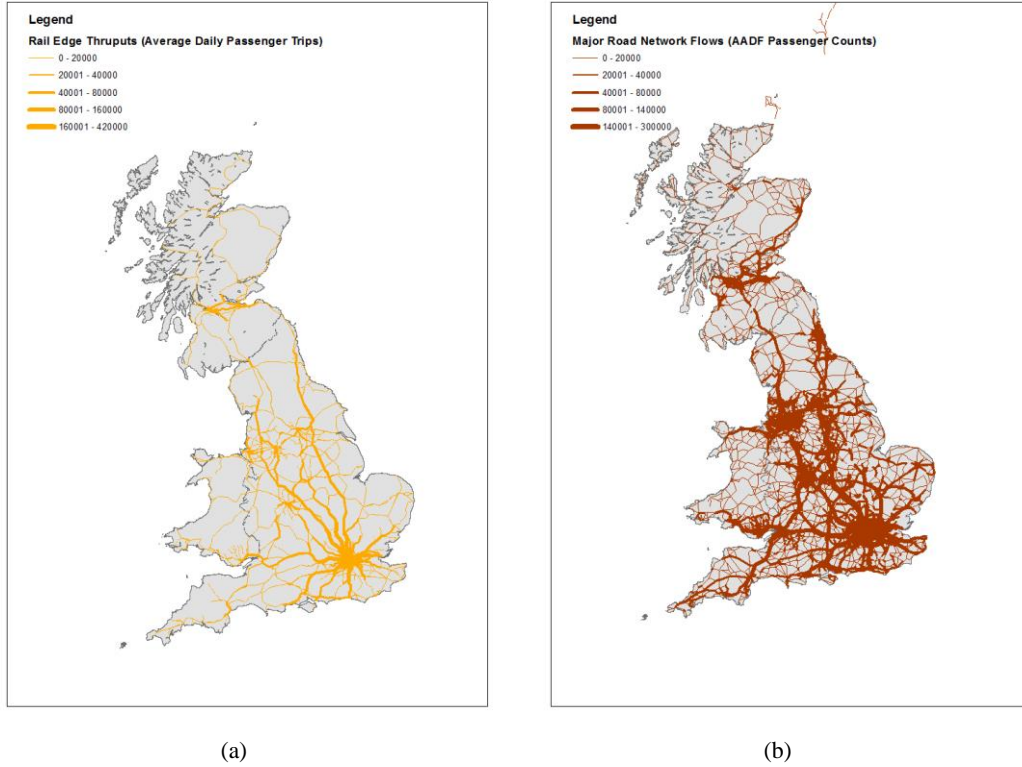 Legend
Rail Edge Thruputs (Average Daily Passenger Trips)
0 - 20000
20001 - 40000
40001 - 80000
80001 - 160000
160001 - 420000
Legend
Major Road Network Flows (AADF Passenger Counts)
0 - 20000
20001 - 40000
40001 - 80000
80001 - 140000
140001 - 300000
(a)
(b)